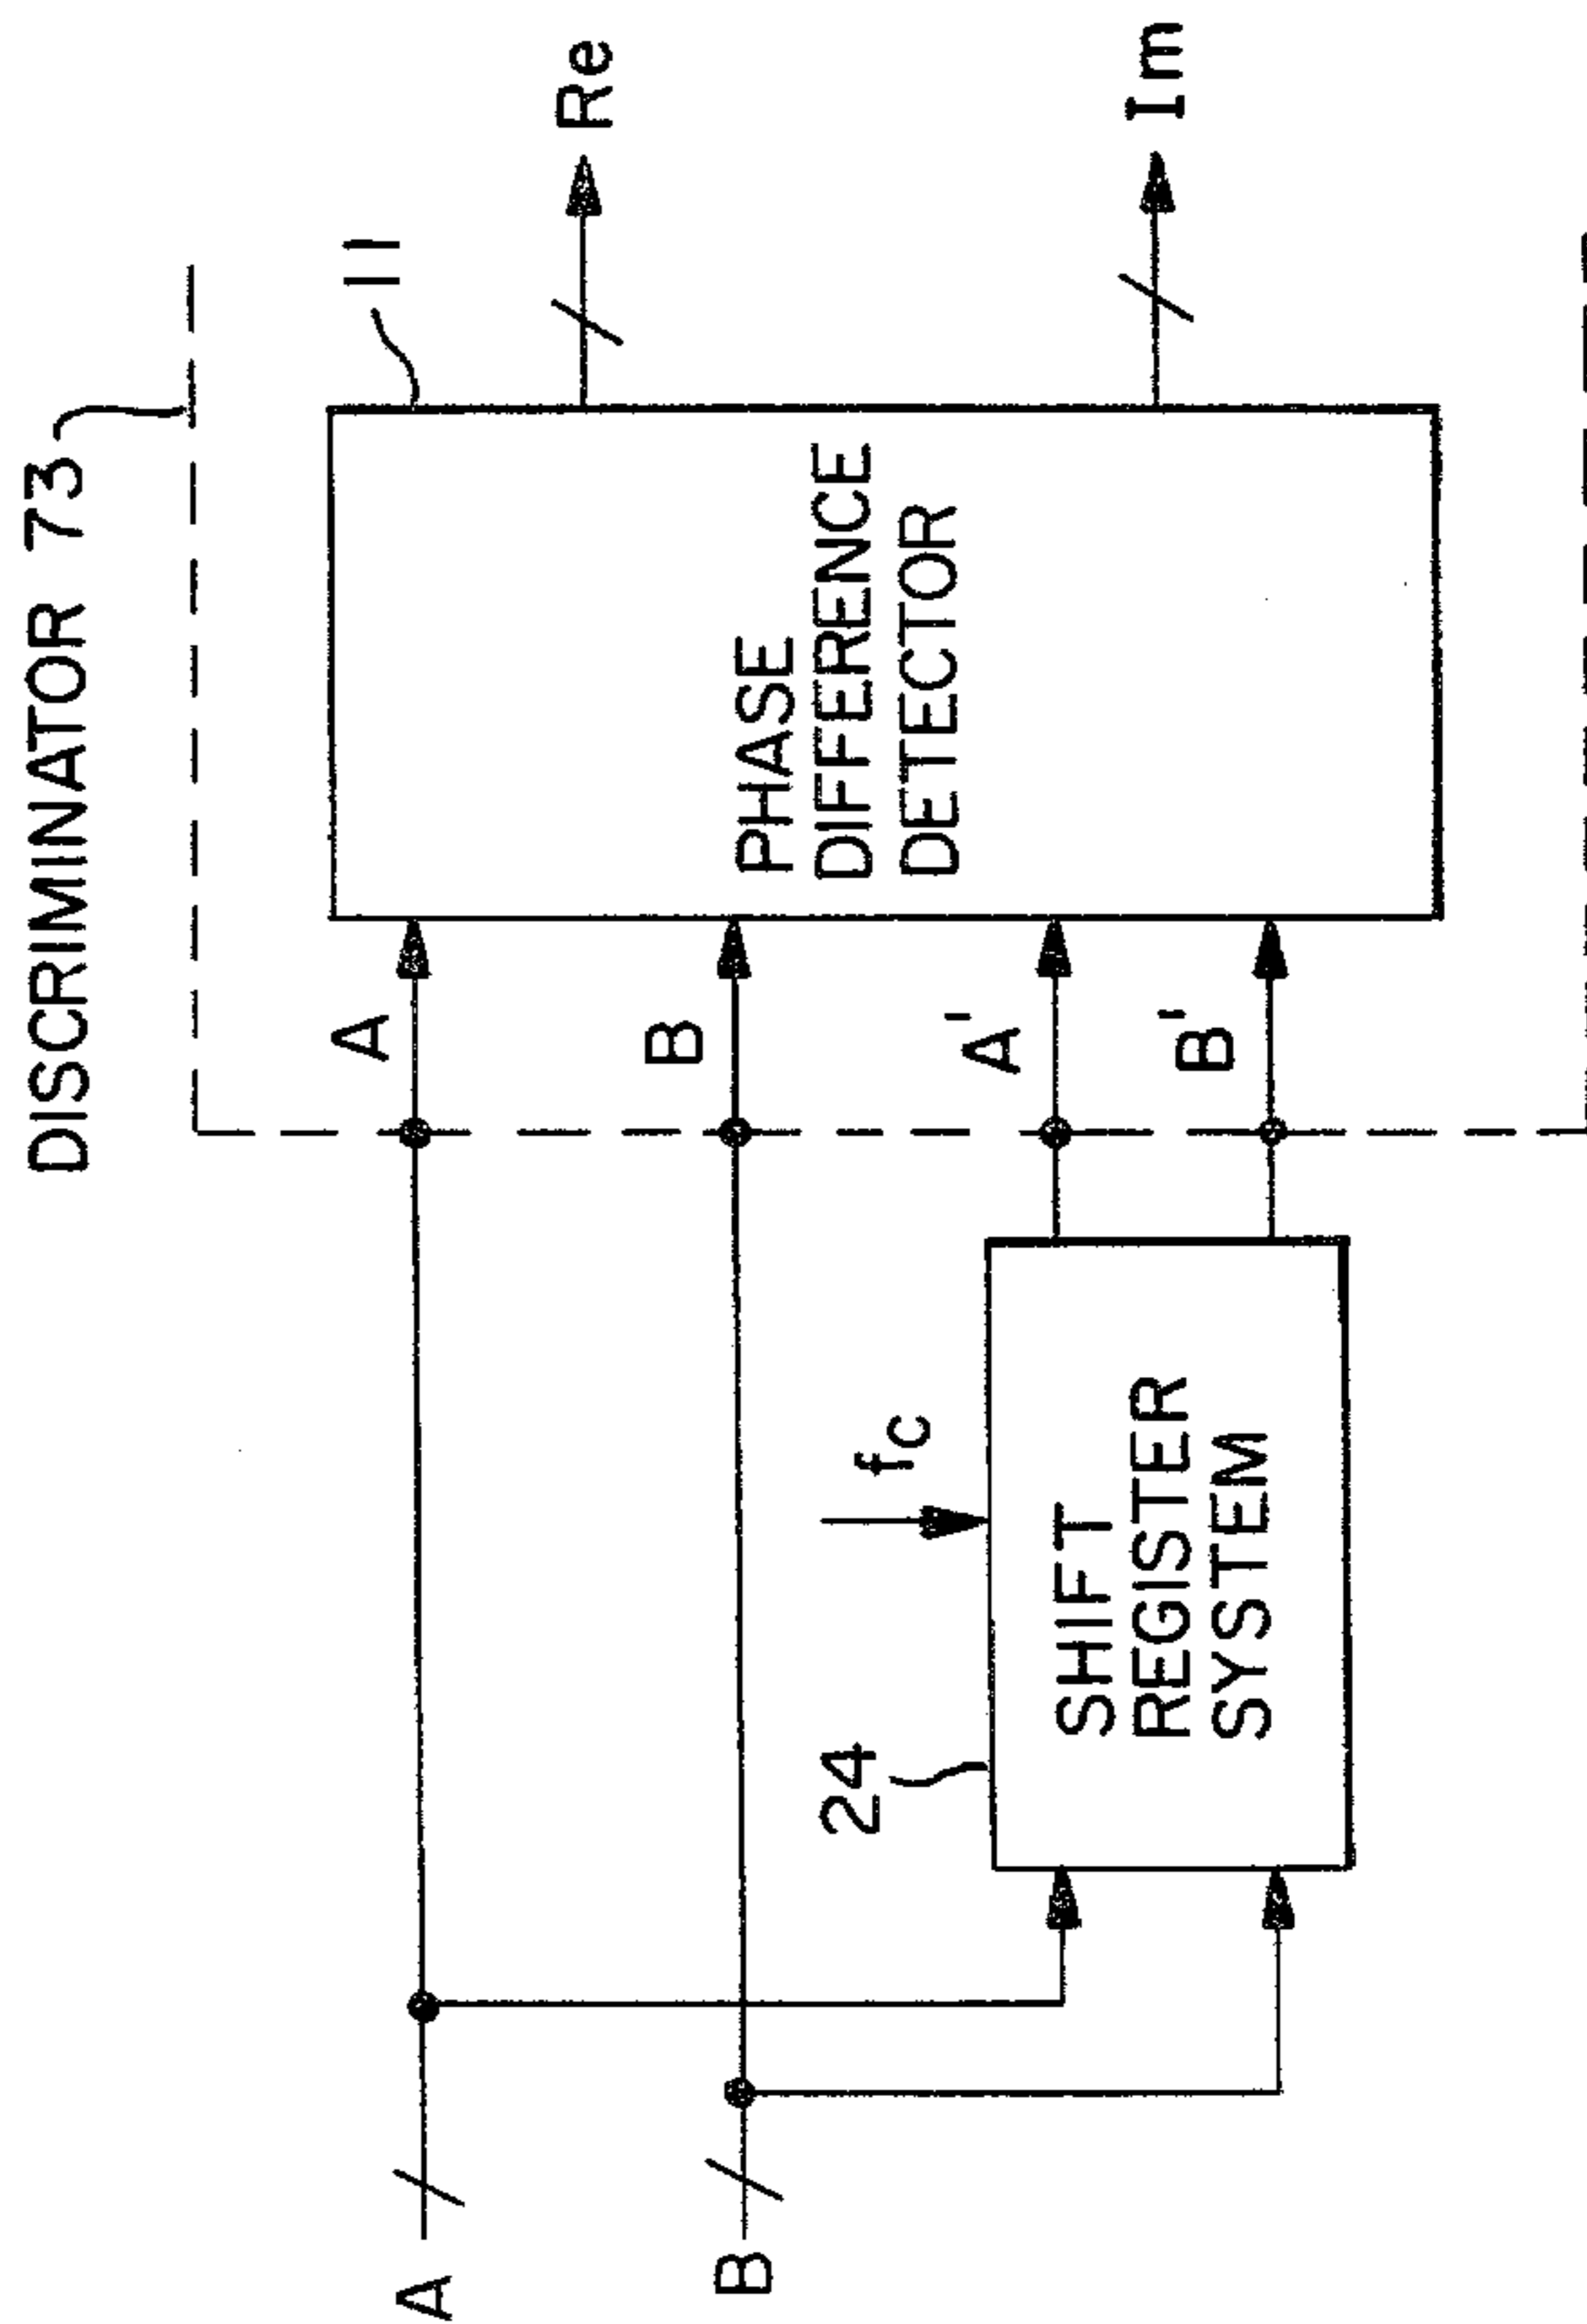 DISCRIMINATOR 73
11
Re
Im
PHASE
DIFFERENCE
DETECTOR
A
B
A'
B'
fc
24
SHIFT
REGISTER
SYSTEM
A
B